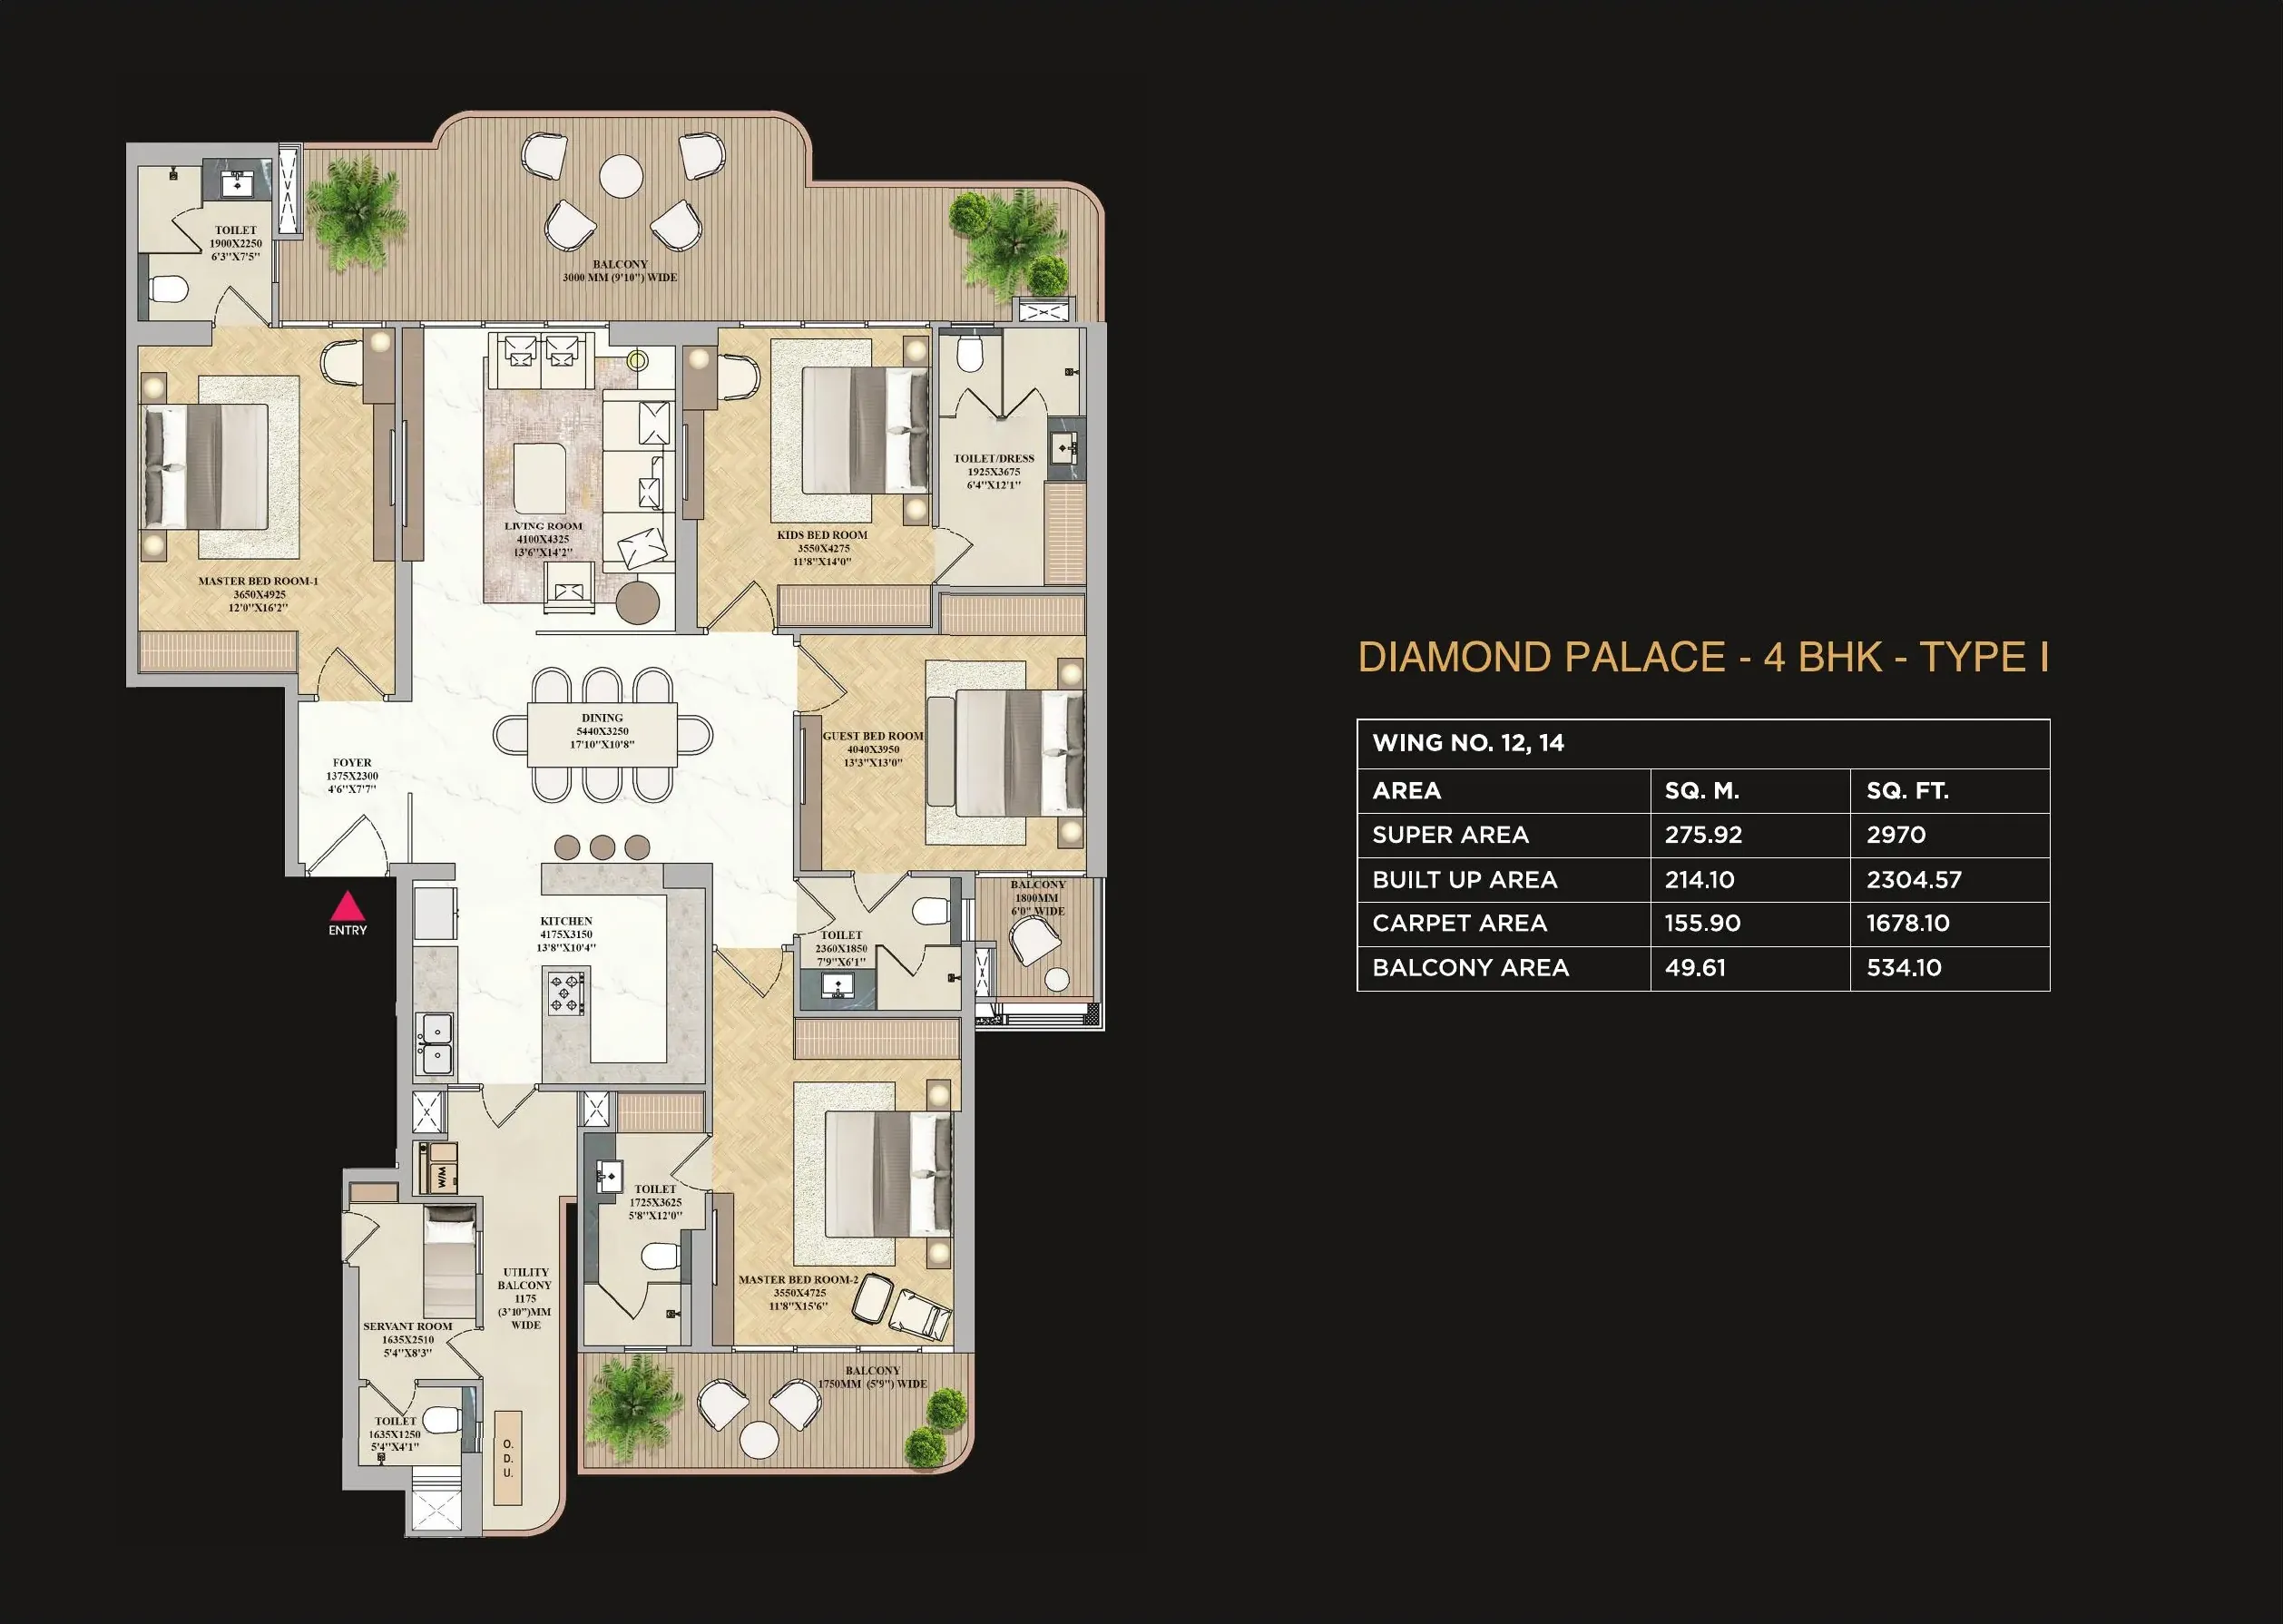 TOILET
1900X2250
6'3"X7'5"
BALCONY
3000 MM (9'10") WIDE
MASTER BED ROOM-1
3650X4925
12'0"X16'2"
LIVING ROOM
4100X4325
13'6"X14'2"
KIDS BED ROOM
3550X4275
11'8"X14'0"
TOILET/DRESS
1925X3675
6'4"X12'1"
DINING
5440X3250
17'10"X10'8"
GUEST BED ROOM
4040X3950
13'3"X13'0"
FOYER
1375X2300
4'6"X7'7"
ENTRY
KITCHEN
4175X3150
13'8"X10'4"
TOILET
2360X1850
7'9"X6'1"
BALCONY
1800MM
6'0" WIDE
W/M
TOILET
1725X3625
5'8"X12'0"
UTILITY
BALCONY
1175
(3'10")MM
WIDE
MASTER BED ROOM-2
3550X4725
11'8"X15'6"
SERVANT ROOM
1635X2510
5'4"X8'3"
TOILET
1635X1250
5'4"X4'1"
O.
D.
U.
BALCONY
1750MM (5'9") WIDE
DIAMOND PALACE - 4 BHK - TYPE I
WING NO. 12, 14
AREA SQ. M. SQ. FT.
SUPER AREA 275.92 2970
BUILT UP AREA 214.10 2304.57
CARPET AREA 155.90 1678.10
BALCONY AREA 49.61 534.10